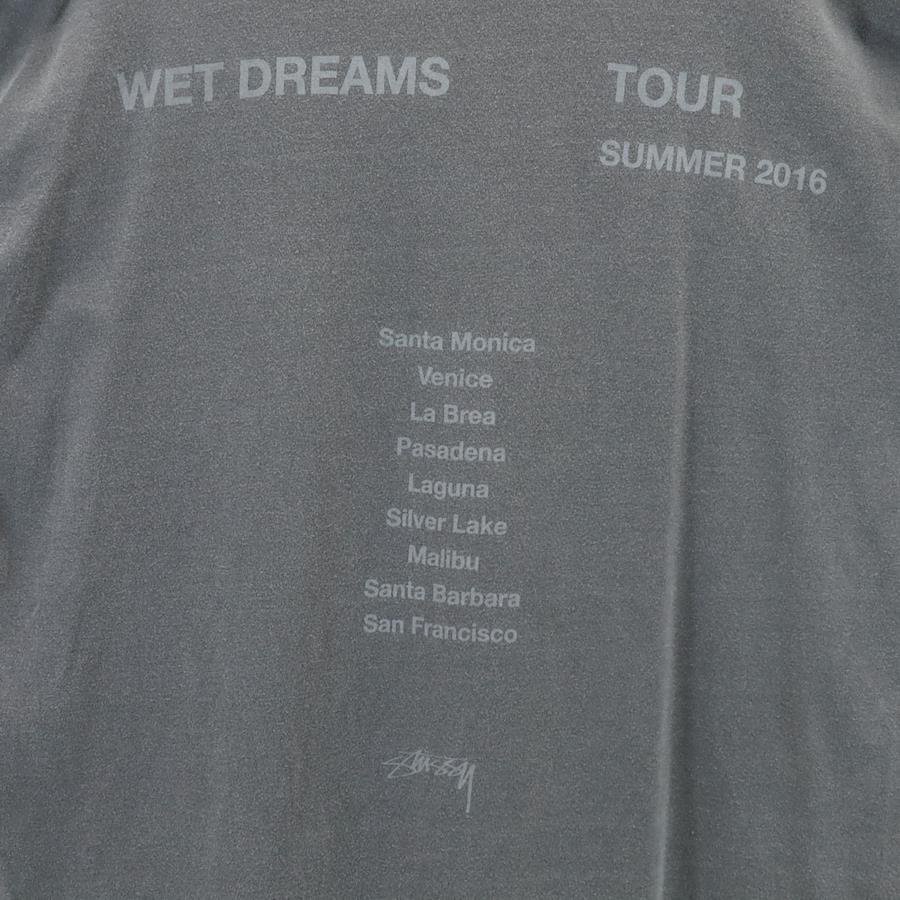 WET DREAMS TOUR
SUMMER 2016
Santa Monica
Venice
La Brea
Pasadena
Laguna
Silver Lake
Malibu
Santa Barbara
San Francisco
Stüssy